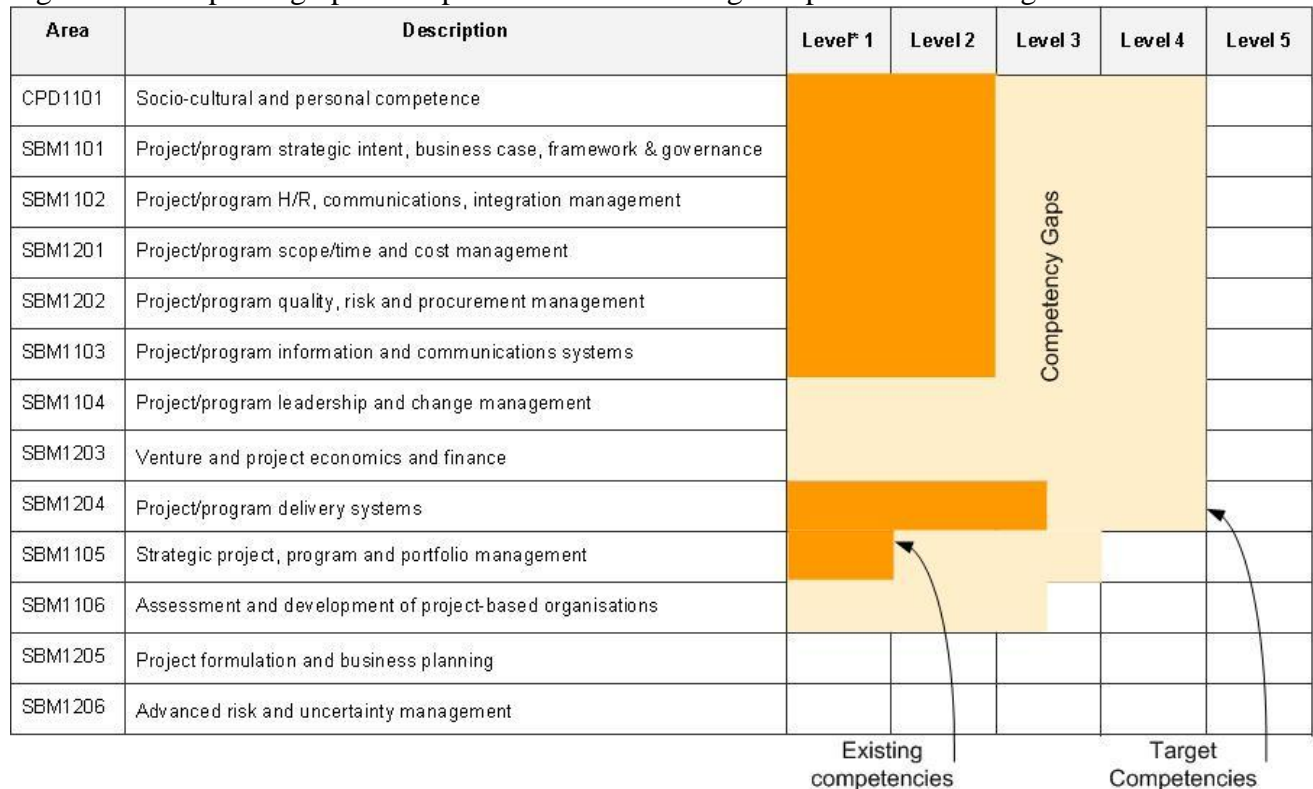 Area Description Level* 1 Level 2 Level 3 Level 4 Level 5
CPD1101 Socio-cultural and personal competence
SBM1101 Project/program strategic intent, business case, framework & governance
SBM1102 Project/program H/R, communications, integration management
SBM1201 Project/program scope/time and cost management
SBM1202 Project/program quality, risk and procurement management
SBM1103 Project/program information and communications systems
SBM1104 Project/program leadership and change management
SBM1203 Venture and project economics and finance
SBM1204 Project/program delivery systems
SBM1105 Strategic project, program and portfolio management
SBM1106 Assessment and development of project-based organisations
SBM1205 Project formulation and business planning
SBM1206 Advanced risk and uncertainty management
Competency Gaps
Existing
competencies
Target
Competencies